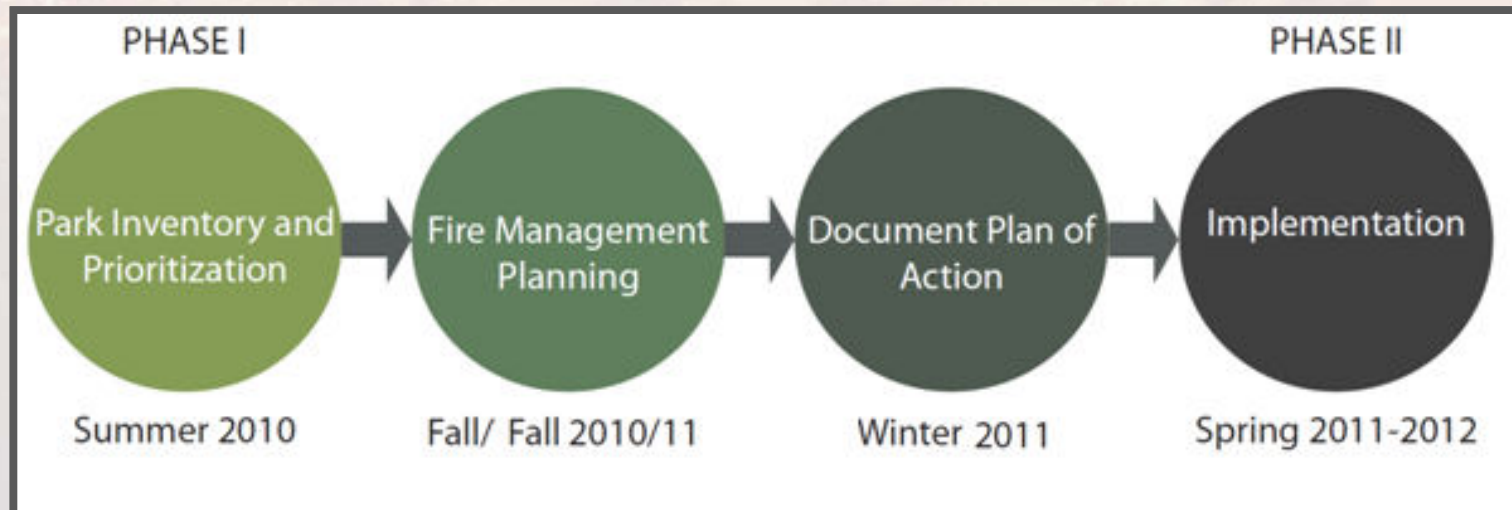 PHASE I
PHASE II
Park Inventory and
Prioritization
Fire Management
Planning
Document Plan of
Action
Implementation
Summer 2010
Fall/ Fall 2010/11
Winter 2011
Spring 2011-2012